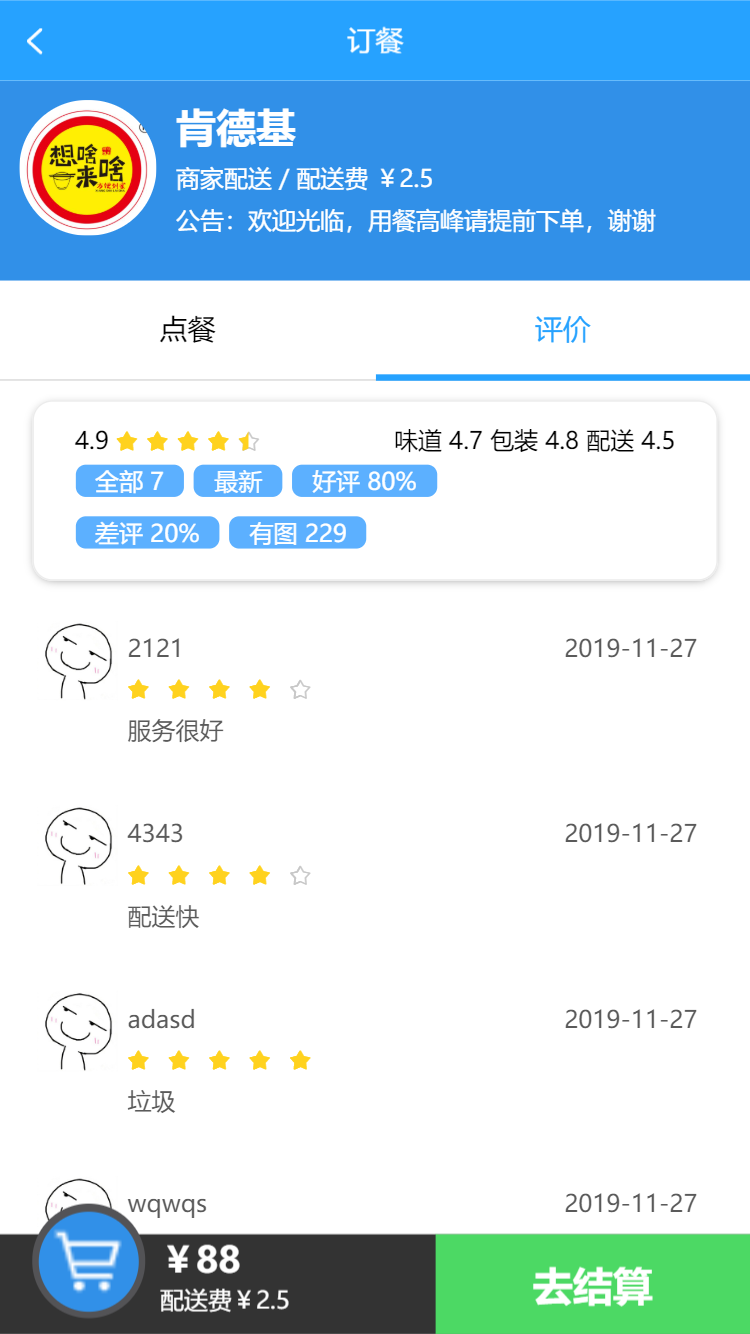 订餐
想啥来啥
肯德基
商家配送 / 配送费 ￥2.5
公告：欢迎光临，用餐高峰请提前下单，谢谢
点餐 评价
4.9 味道 4.7 包装 4.8 配送 4.5
全部 7 最新 好评 80%
差评 20% 有图 229
2121 2019-11-27
服务很好
4343 2019-11-27
配送快
adasd 2019-11-27
垃圾
wqwqs 2019-11-27
￥88
配送费￥2.5
去结算